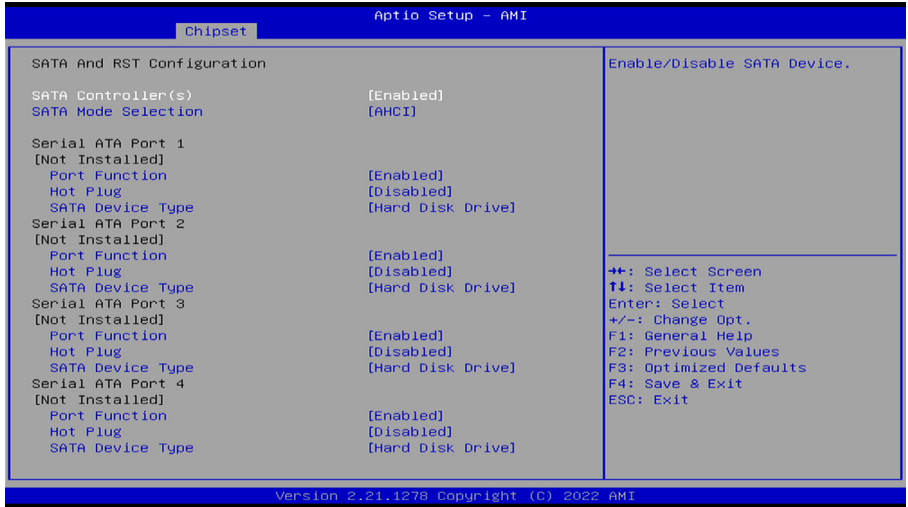 Aptio Setup – AMI
Chipset
SATA And RST Configuration
Enable/Disable SATA Device.
SATA Controller(s) [Enabled]
SATA Mode Selection [AHCI]
Serial ATA Port 1
[Not Installed]
Port Function [Enabled]
Hot Plug [Disabled]
SATA Device Type [Hard Disk Drive]
Serial ATA Port 2
[Not Installed]
Port Function [Enabled]
Hot Plug [Disabled]
SATA Device Type [Hard Disk Drive]
Serial ATA Port 3
[Not Installed]
Port Function [Enabled]
Hot Plug [Disabled]
SATA Device Type [Hard Disk Drive]
Serial ATA Port 4
[Not Installed]
Port Function [Enabled]
Hot Plug [Disabled]
SATA Device Type [Hard Disk Drive]
→←: Select Screen
↑↓: Select Item
Enter: Select
+/-: Change Opt.
F1: General Help
F2: Previous Values
F3: Optimized Defaults
F4: Save & Exit
ESC: Exit
Version 2.21.1278 Copyright (C) 2022 AMI